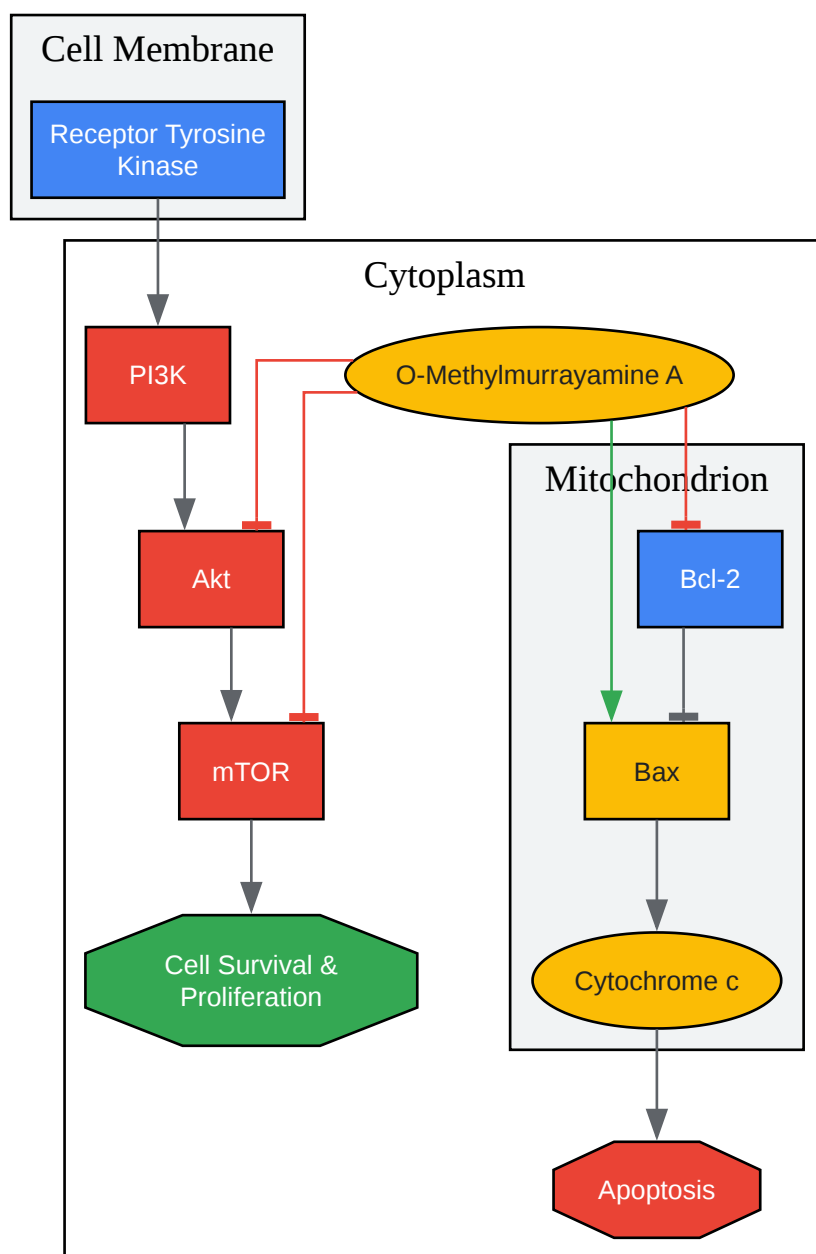 Cell Membrane
Receptor Tyrosine
Kinase
Cytoplasm
PI3K
O-Methylmurrayamine A
Mitochondrion
Akt
Bcl-2
mTOR
Bax
Cell Survival &
Proliferation
Cytochrome c
Apoptosis